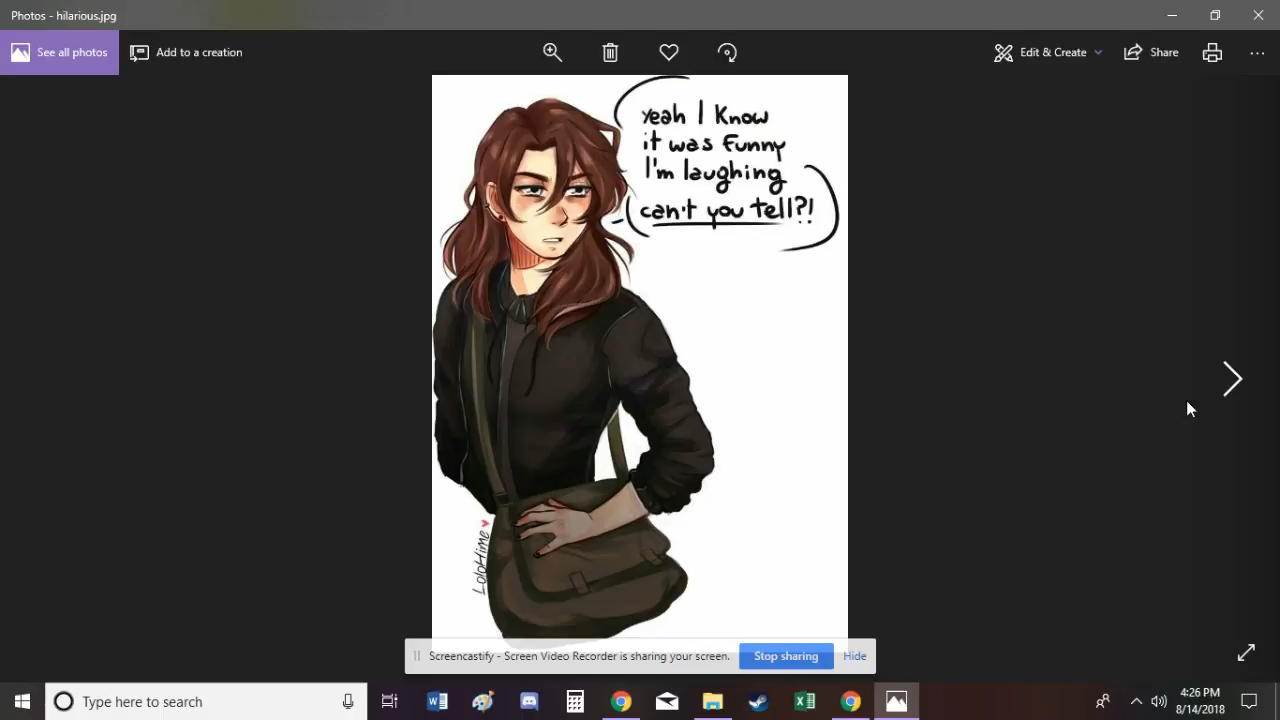 Photos - hilarious.jpg
See all photos
Add to a creation
Edit & Create
Share
Yeah I Know
it was Funny
I'm laughing
can't you tell?!
LoloHime
Screencastify - Screen Video Recorder is sharing your screen.
Stop sharing
Hide
Type here to search
4:26 PM
8/14/2018